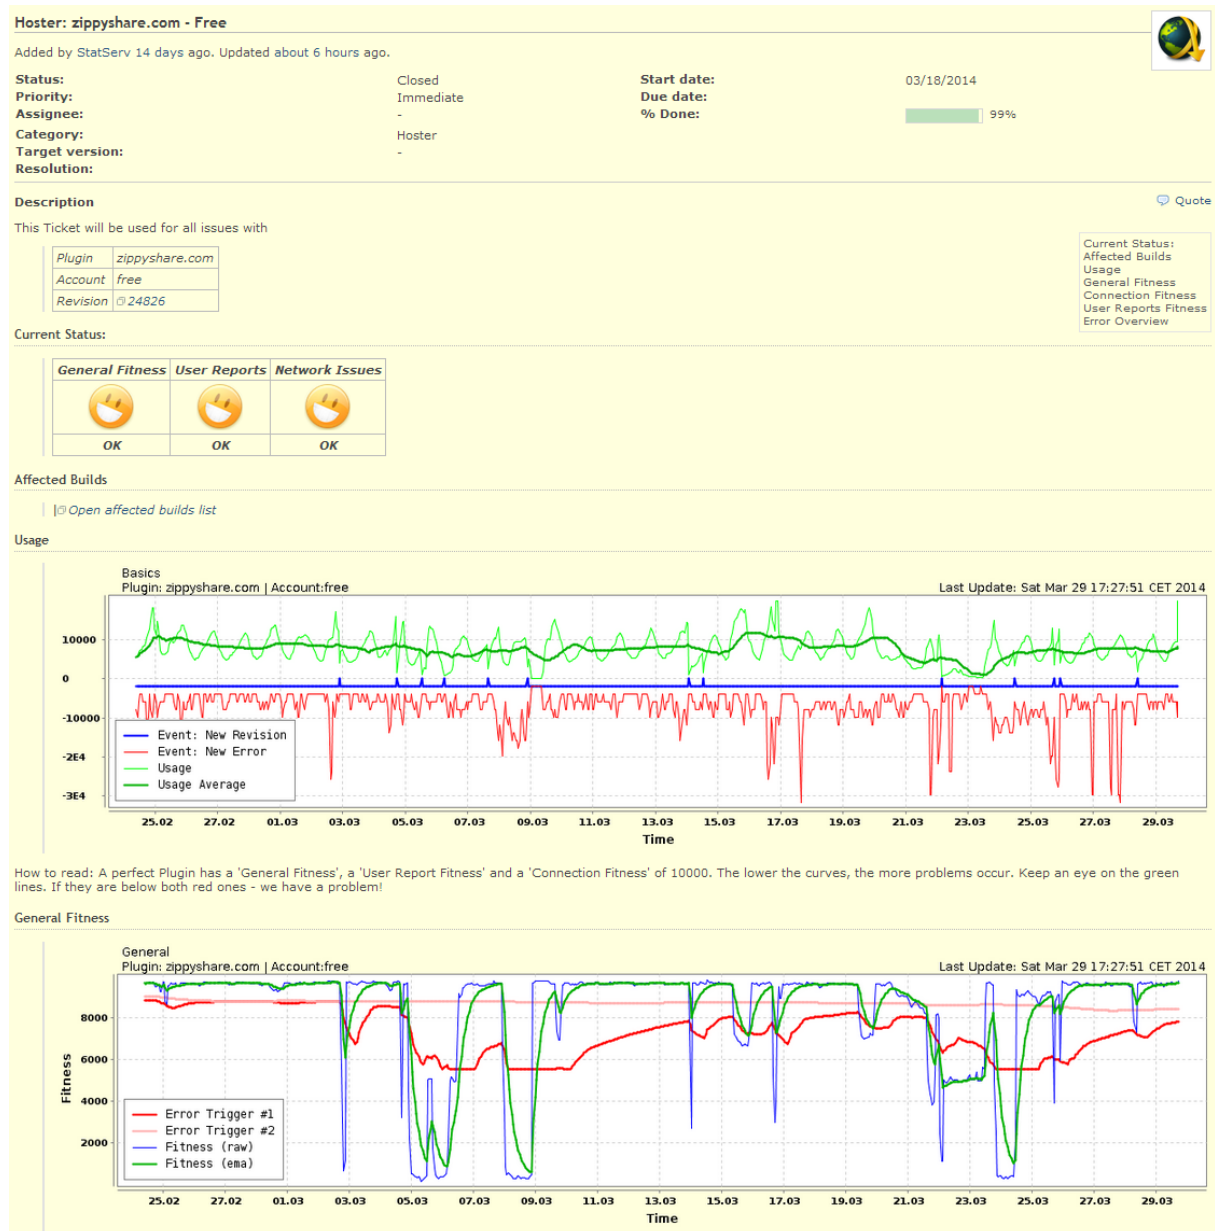 Hoster: zippyshare.com - Free
Added by StatServ 14 days ago. Updated about 6 hours ago.
Status: Closed Start date: 03/18/2014
Priority: Immediate Due date:
Assignee: - % Done: 99%
Category: Hoster
Target version: -
Resolution:
Description Quote
This Ticket will be used for all issues with
Plugin zippyshare.com
Account free
Revision 24826
Current Status:
Affected Builds
Usage
General Fitness
Connection Fitness
User Reports Fitness
Error Overview
Current Status:
General Fitness User Reports Network Issues
OK OK OK
Affected Builds
Open affected builds list
Usage
Basics
Plugin: zippyshare.com | Account:free Last Update: Sat Mar 29 17:27:51 CET 2014
10000
0
-10000
-2E4
-3E4
Event: New Revision
Event: New Error
Usage
Usage Average
25.02 27.02 01.03 03.03 05.03 07.03 09.03 11.03 13.03 15.03 17.03 19.03 21.03 23.03 25.03 27.03 29.03
Time
How to read: A perfect Plugin has a 'General Fitness', a 'User Report Fitness' and a 'Connection Fitness' of 10000. The lower the curves, the more problems occur. Keep an eye on the green
lines. If they are below both red ones - we have a problem!
General Fitness
General
Plugin: zippyshare.com | Account:free Last Update: Sat Mar 29 17:27:51 CET 2014
8000
6000
4000
2000
Fitness
Error Trigger #1
Error Trigger #2
Fitness (raw)
Fitness (ema)
25.02 27.02 01.03 03.03 05.03 07.03 09.03 11.03 13.03 15.03 17.03 19.03 21.03 23.03 25.03 27.03 29.03
Time